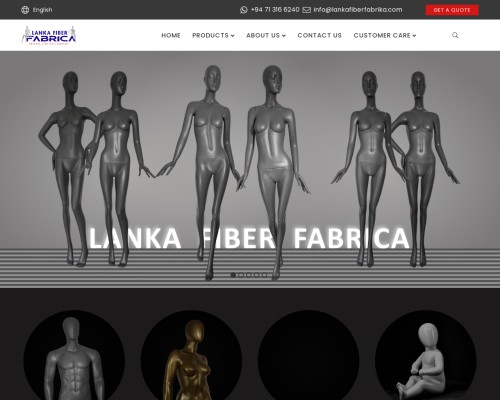 English
+94 71 316 6240
info@lankafiberfabrika.com
GET A QUOTE
LANKA FIBER
FABRICA
HOME
PRODUCTS
ABOUT US
CONTACT US
CUSTOMER CARE
LANKA FIBER FABRICA